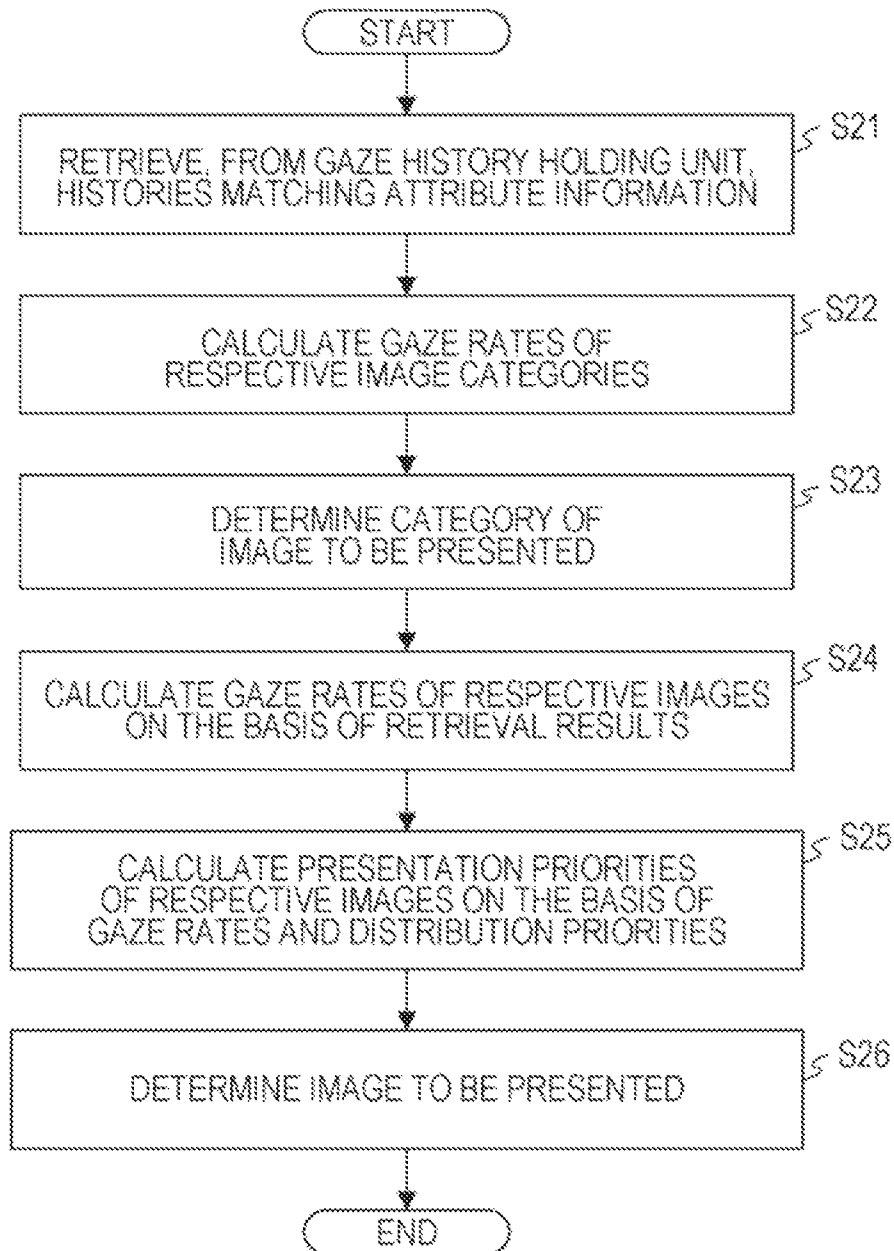 START
S21
RETRIEVE, FROM GAZE HISTORY HOLDING UNIT,
HISTORIES MATCHING ATTRIBUTE INFORMATION
S22
CALCULATE GAZE RATES OF
RESPECTIVE IMAGE CATEGORIES
S23
DETERMINE CATEGORY OF
IMAGE TO BE PRESENTED
S24
CALCULATE GAZE RATES OF RESPECTIVE IMAGES
ON THE BASIS OF RETRIEVAL RESULTS
S25
CALCULATE PRESENTATION PRIORITIES
OF RESPECTIVE IMAGES ON THE BASIS OF
GAZE RATES AND DISTRIBUTION PRIORITIES
S26
DETERMINE IMAGE TO BE PRESENTED
END